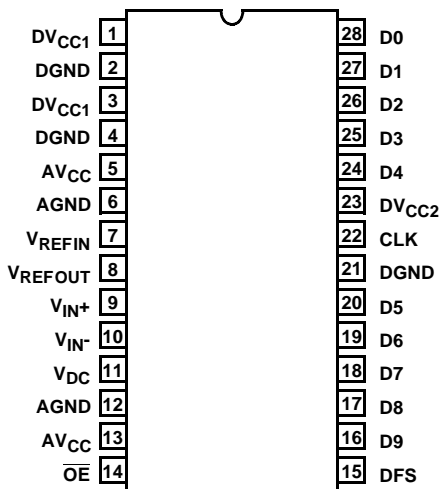 DVCC1 1 28 D0
DGND 2 27 D1
DVCC1 3 26 D2
DGND 4 25 D3
AVCC 5 24 D4
AGND 6 23 DVCC2
VREFIN 7 22 CLK
VREFOUT 8 21 DGND
VIN+ 9 20 D5
VIN- 10 19 D6
VDC 11 18 D7
AGND 12 17 D8
AVCC 13 16 D9
O̅E̅ 14 15 DFS